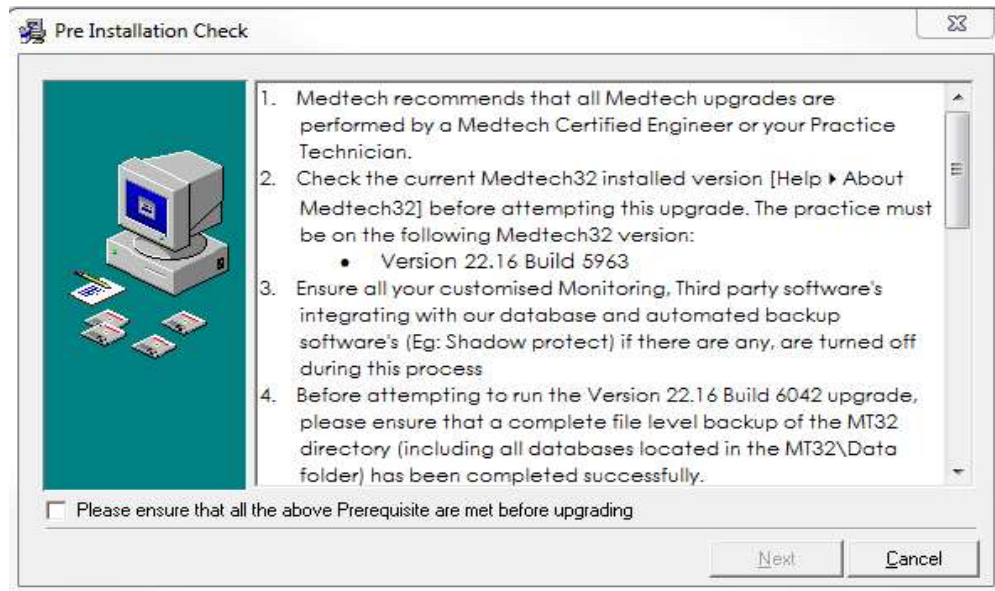 Pre Installation Check
1. Medtech recommends that all Medtech upgrades are
performed by a Medtech Certified Engineer or your Practice
Technician.
2. Check the current Medtech32 installed version [Help ▸ About
Medtech32] before attempting this upgrade. The practice must
be on the following Medtech32 version:
• Version 22.16 Build 5963
3. Ensure all your customised Monitoring, Third party software's
integrating with our database and automated backup
software's (Eg: Shadow protect) if there are any, are turned off
during this process
4. Before attempting to run the Version 22.16 Build 6042 upgrade,
please ensure that a complete file level backup of the MT32
directory (including all databases located in the MT32\Data
folder) has been completed successfully.
Please ensure that all the above Prerequisite are met before upgrading
Next
Cancel